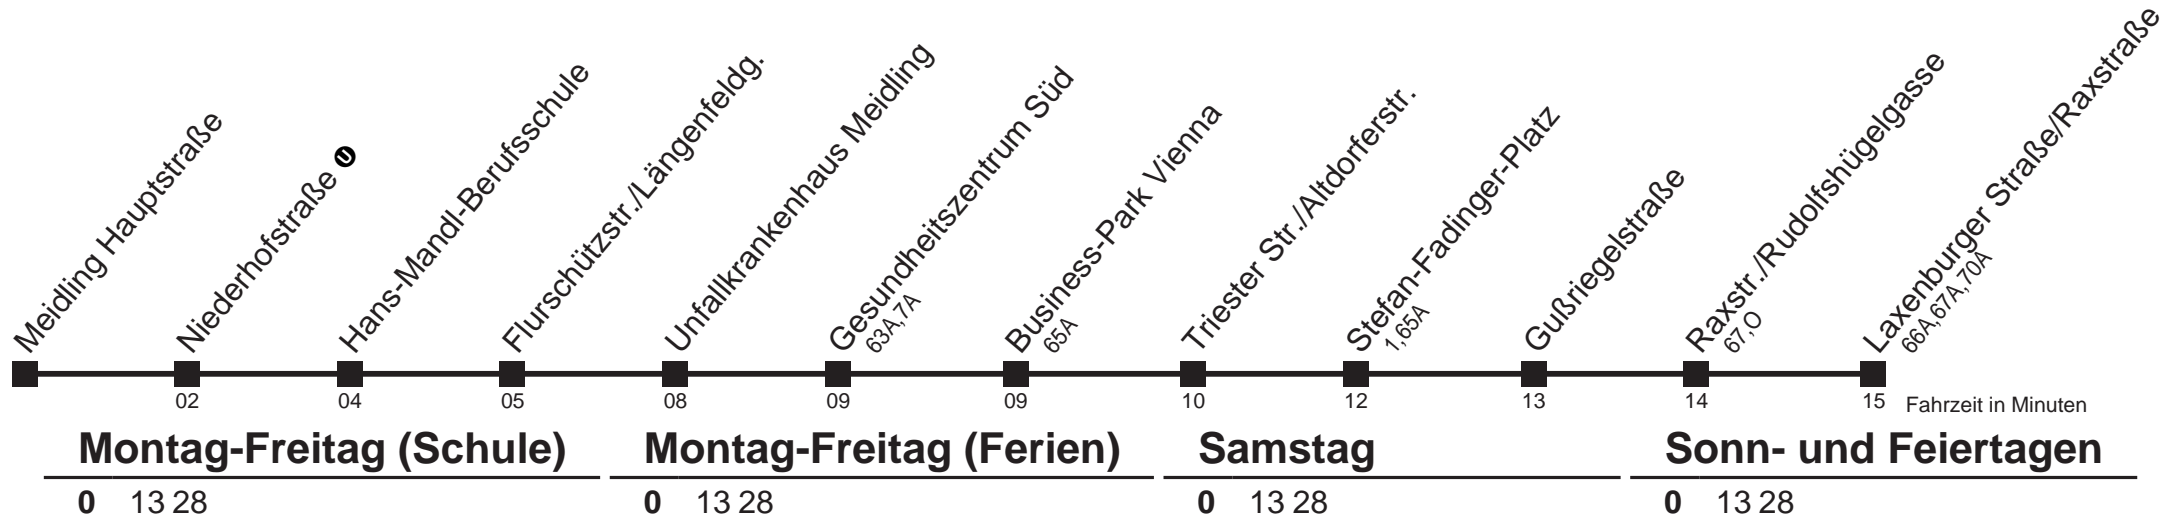 Meidling Hauptstraße
Niederhofstraße U
Hans-Mandl-Berufsschule
Flurschützstr./Längenfeldg.
Unfallkrankenhaus Meidling
Gesundheitszentrum Süd
63A,7A
Business-Park Vienna
65A
Triester Str./Altdorferstr.
Stefan-Fadinger-Platz
1,65A
Gußriegelstraße
Raxstr./Rudolfshügelgasse
67,O
Laxenburger Straße/Raxstraße
66A,67A,70A
02 04 05 08 09 09 10 12 13 14 15 Fahrzeit in Minuten
Montag-Freitag (Schule) Montag-Freitag (Ferien) Samstag Sonn- und Feiertagen
0 13 28 0 13 28 0 13 28 0 13 28